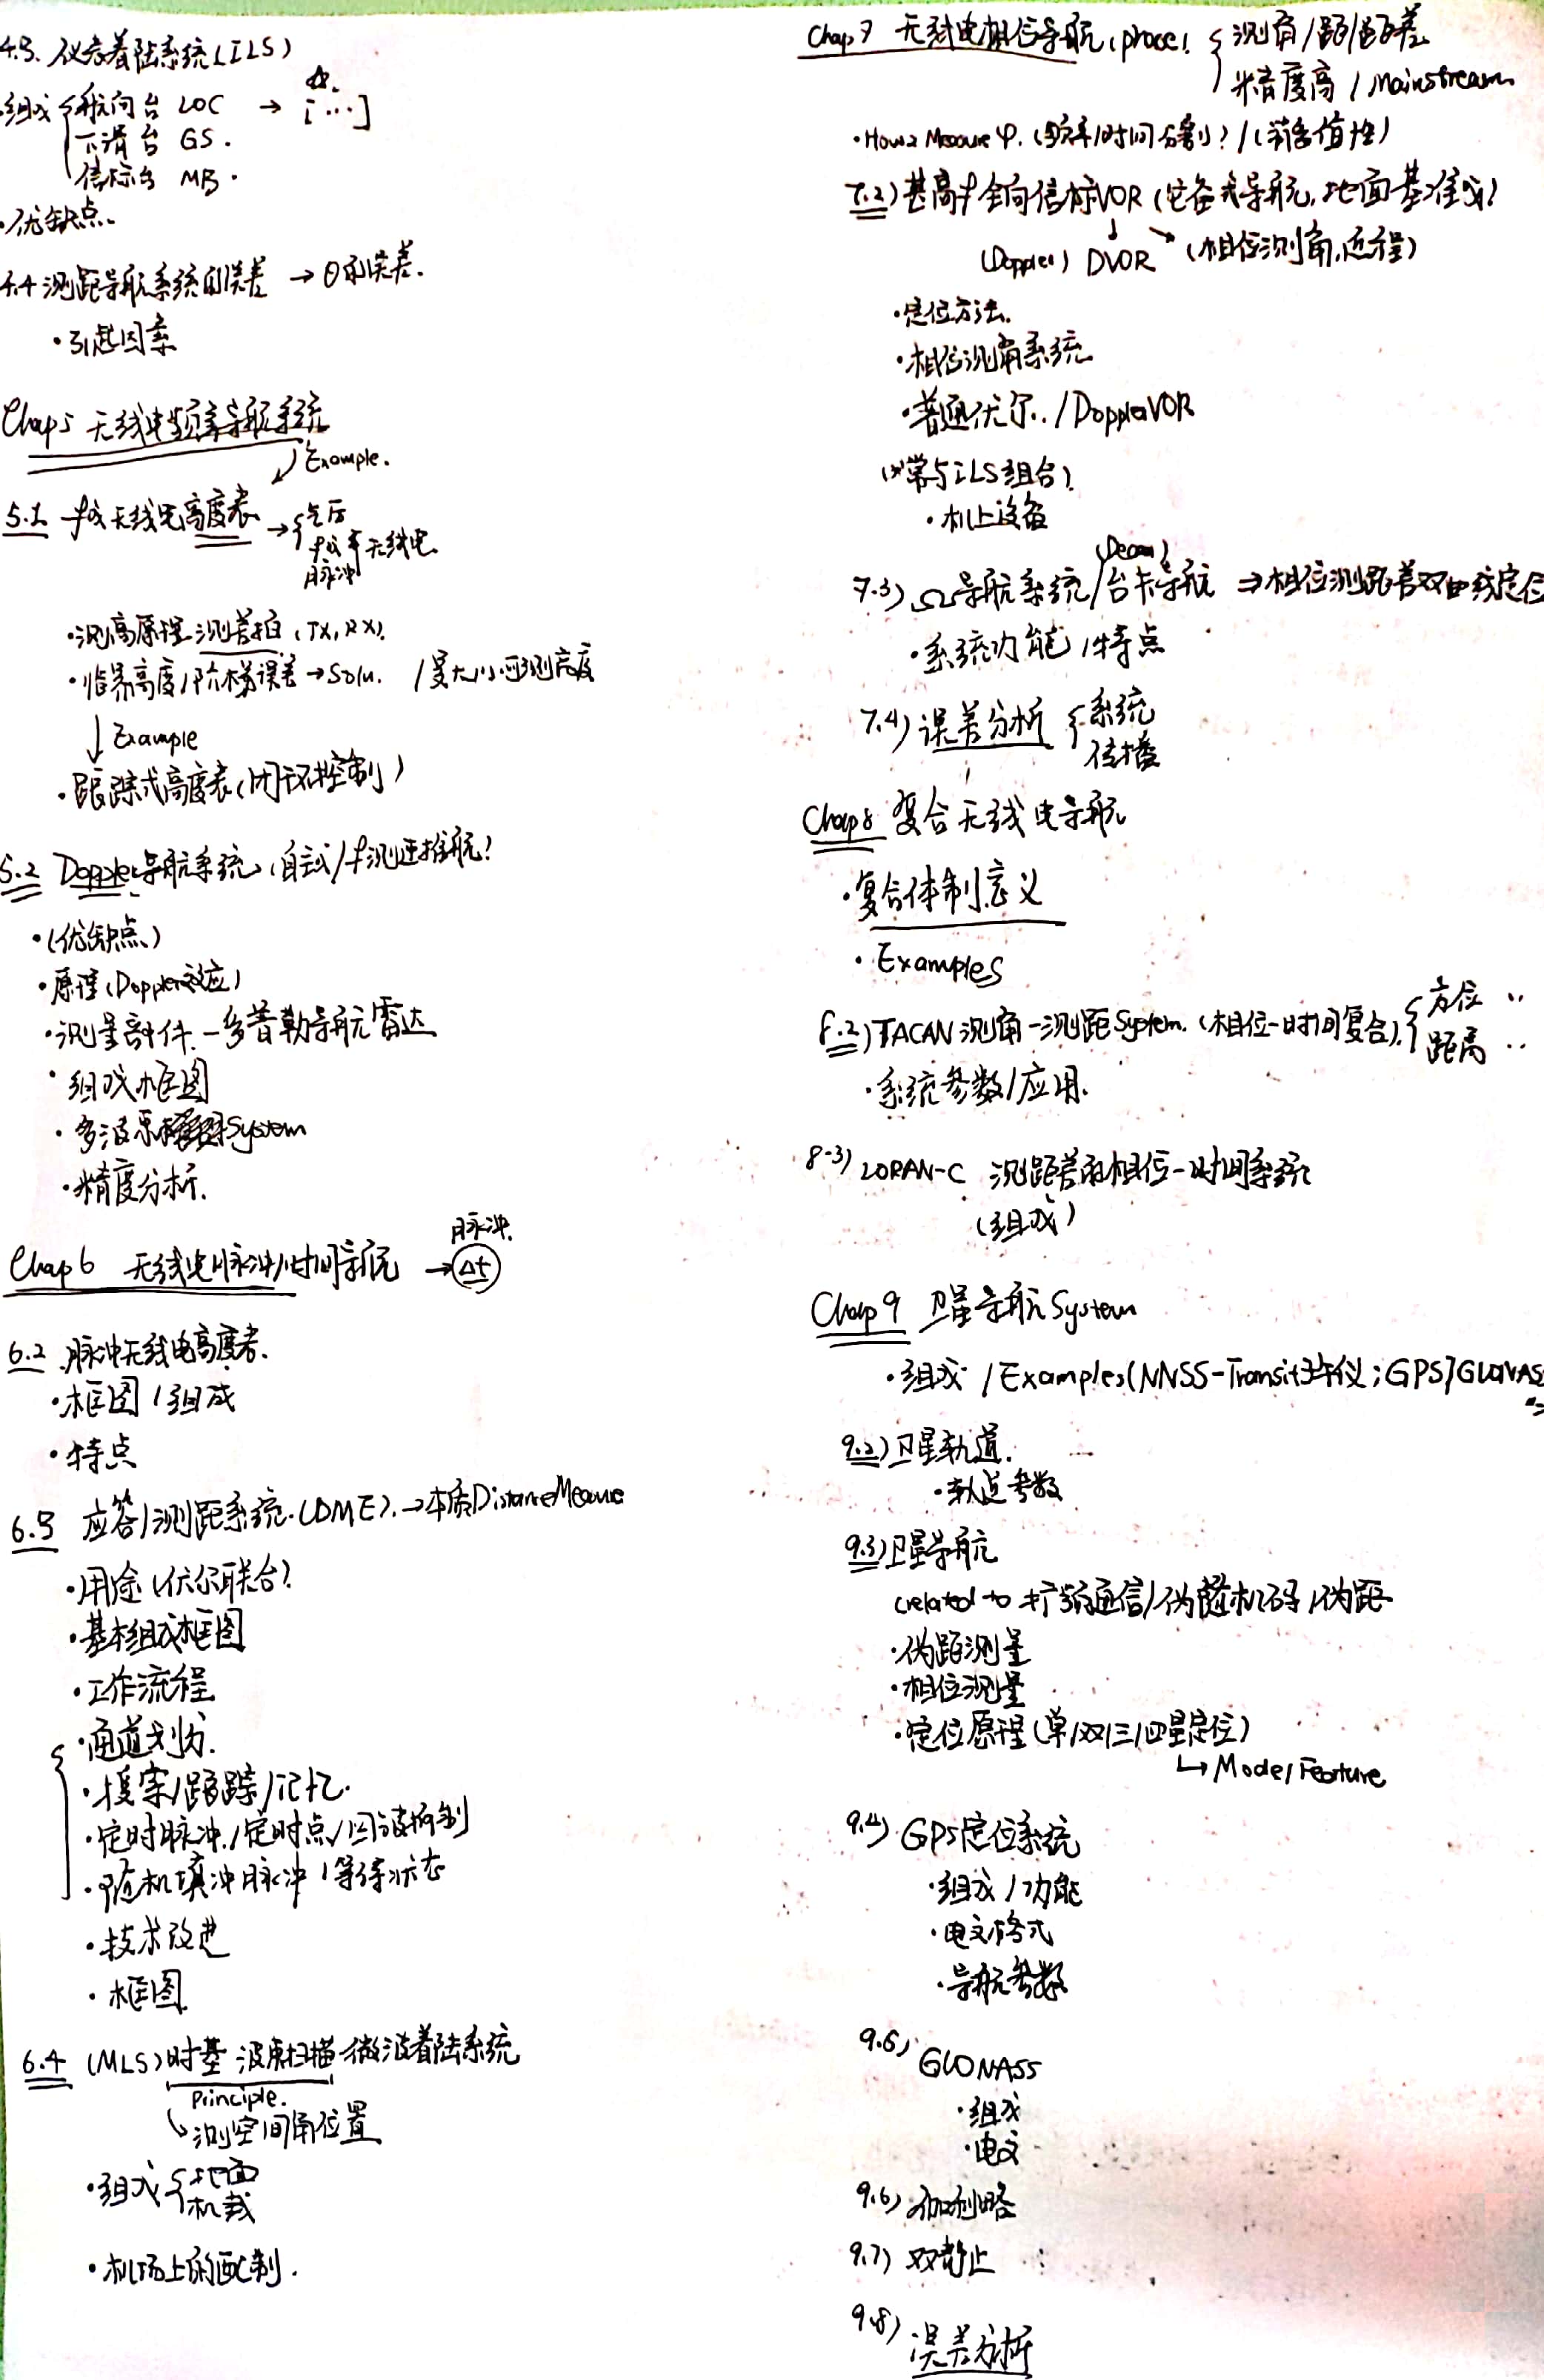 4.3. 仪表着陆系统(ILS)
·组成 { 航向台 LOC → [...]
下滑台 GS.
信标台 MB.
·优缺点.
4.4 测距导航系统的误差 → θ的误差.
·引起因素
Chap5 无线电频率导航系统
Example.
5.1 f式无线电高度表 → { 气压
f式无线电
脉冲
·测高原理:测差拍(TX,RX).
·临界高度/阶梯误差→Solu. /最大/小可测高度
↓ Example
·跟踪式高度表(闭环控制)
5.2 Doppler导航系统(自主式/f测速推航)
·(优缺点)
·原理(Doppler效应)
·测量部件-多普勒导航雷达
·组成框图
·多波束System
·精度分析.
Chap6 无线电脉冲/时间导航 → Δt
脉冲.
6.2 脉冲无线电高度表.
·框图/组成
·特点
6.3 应答/测距系统.(DME).→本质DistanceMeasure
·用途(伏尔联合)
·基本组成框图
·工作流程
·通道划分.
·搜索/跟踪/记忆.
·定时脉冲/定时点/回波抑制
·随机填冲脉冲/等待状态
·技术改进
·框图
6.4 (MLS)时基波束扫描微波着陆系统
Principle.
↳测空间角位置
·组成 { 地面
机载
·机场上的配制.
Chap7 无线电相位导航(phase) { 测角/距/距差
精度高/Mainstream
·How2 Measure φ. (频率/时间分割)/(多值性)
7.2)甚高f全向信标VOR(它备式导航,地面基准式)
(Doppler) DVOR (相位测角,近程)
·定位方法.
·相位测角系统
·普通伏尔./DopplerVOR
(常与ILS组合)
·机上设备
(Decca)
7.3) Ω导航系统/台卡导航 ⇒相位测距差双曲线定位
·系统功能/特点
7.4)误差分析 { 系统
传播
Chap8 复合无线电导航
·复合体制定义
·Examples
8.2)TACAN测角-测距System.(相位-时间复合). { 方位 ..
距离 ..
·系统参数/应用.
8.3) LORAN-C 测距差的相位-时间系统
(组成)
Chap9 卫星导航System
·组成 /Examples(NNSS-Transit子午仪;GPS/GLONASS
9.2)卫星轨道.
·轨道参数
9.3)卫星导航
(related to 扩频通信/伪随机码/伪距
·伪距测量
·相位测量
·定位原理(单/双/三/四星定位)
↳Model Feature
9.4) GPS定位系统
·组成/功能
·电文格式
·导航参数
9.5) GLONASS
·组成
·电文
9.6) 伽利略
9.7) 双静止
9.8) 误差分析